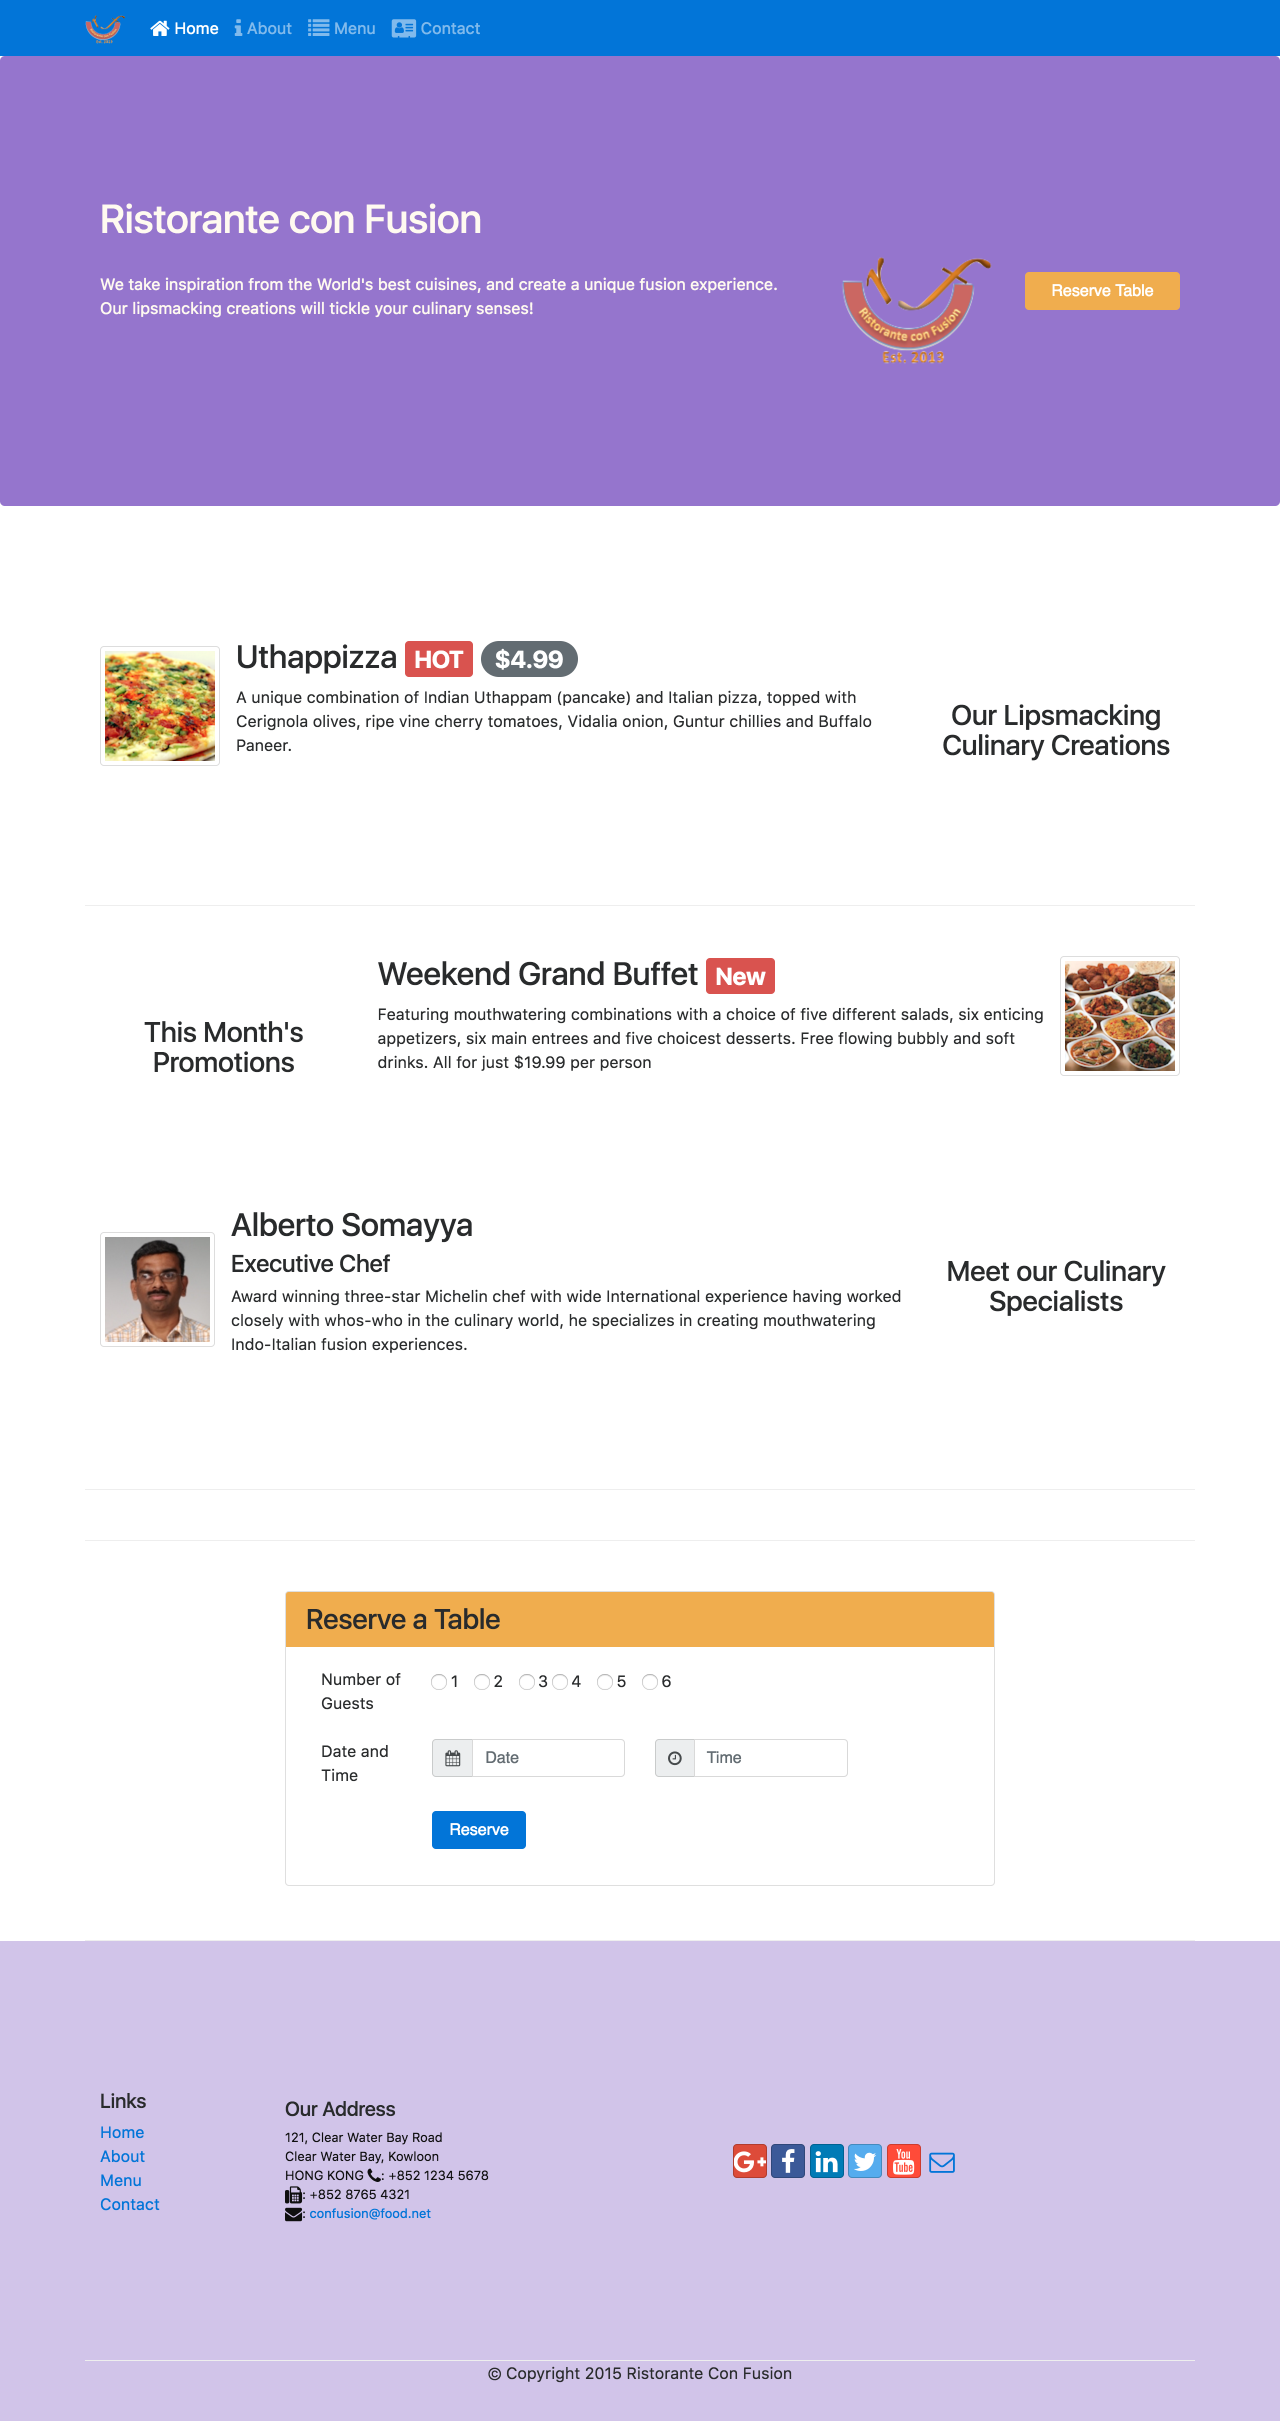 Home About Menu Contact
Ristorante con Fusion
We take inspiration from the World's best cuisines, and create a unique fusion experience.
Our lipsmacking creations will tickle your culinary senses!
Ristorante con Fusion
Est. 2013
Reserve Table
Uthappizza HOT $4.99
A unique combination of Indian Uthappam (pancake) and Italian pizza, topped with
Cerignola olives, ripe vine cherry tomatoes, Vidalia onion, Guntur chillies and Buffalo
Paneer.
Our Lipsmacking
Culinary Creations
This Month's
Promotions
Weekend Grand Buffet New
Featuring mouthwatering combinations with a choice of five different salads, six enticing
appetizers, six main entrees and five choicest desserts. Free flowing bubbly and soft
drinks. All for just $19.99 per person
Alberto Somayya
Executive Chef
Award winning three-star Michelin chef with wide International experience having worked
closely with whos-who in the culinary world, he specializes in creating mouthwatering
Indo-Italian fusion experiences.
Meet our Culinary
Specialists
Reserve a Table
Number of
Guests
1 2 3 4 5 6
Date and
Time
Date
Time
Reserve
Links
Home
About
Menu
Contact
Our Address
121, Clear Water Bay Road
Clear Water Bay, Kowloon
HONG KONG : +852 1234 5678
: +852 8765 4321
: confusion@food.net
G+ f in You Tube
© Copyright 2015 Ristorante Con Fusion